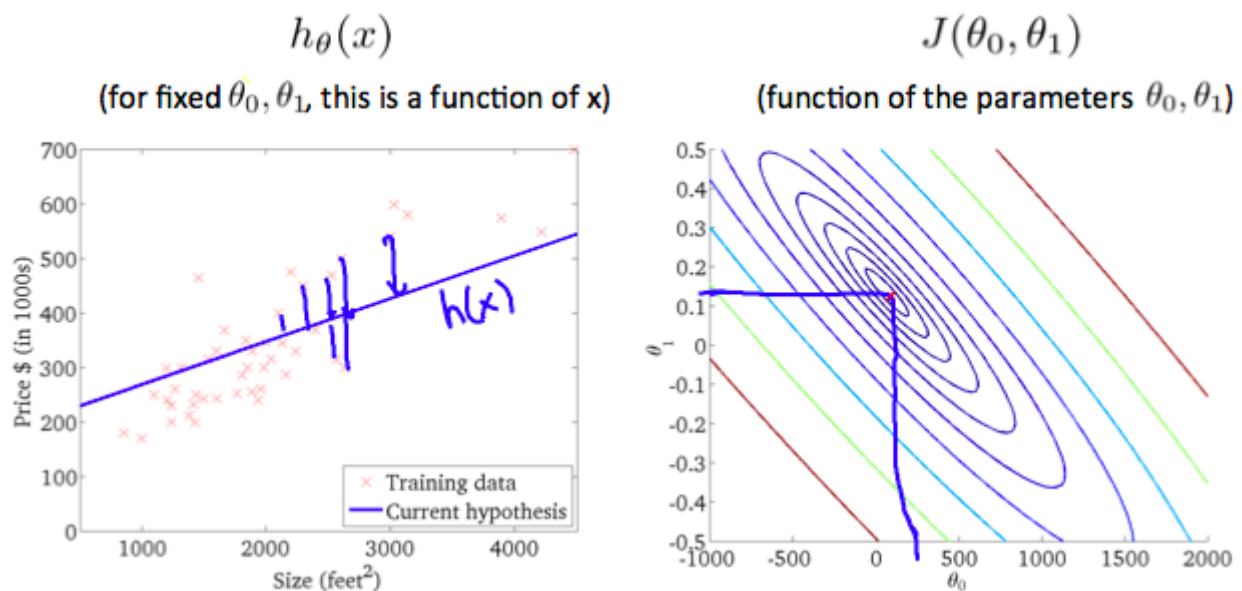 h_θ(x)
(for fixed θ₀, θ₁, this is a function of x)
700
600
500
400
300
200
100
0
Price $ (in 1000s)
h(x)
Training data
Current hypothesis
1000 2000 3000 4000
Size (feet²)
J(θ₀, θ₁)
(function of the parameters θ₀, θ₁)
0.5
0.4
0.3
0.2
0.1
0
-0.1
-0.2
-0.3
-0.4
-0.5
θ₁
-1000 -500 0 500 1000 1500 2000
θ₀